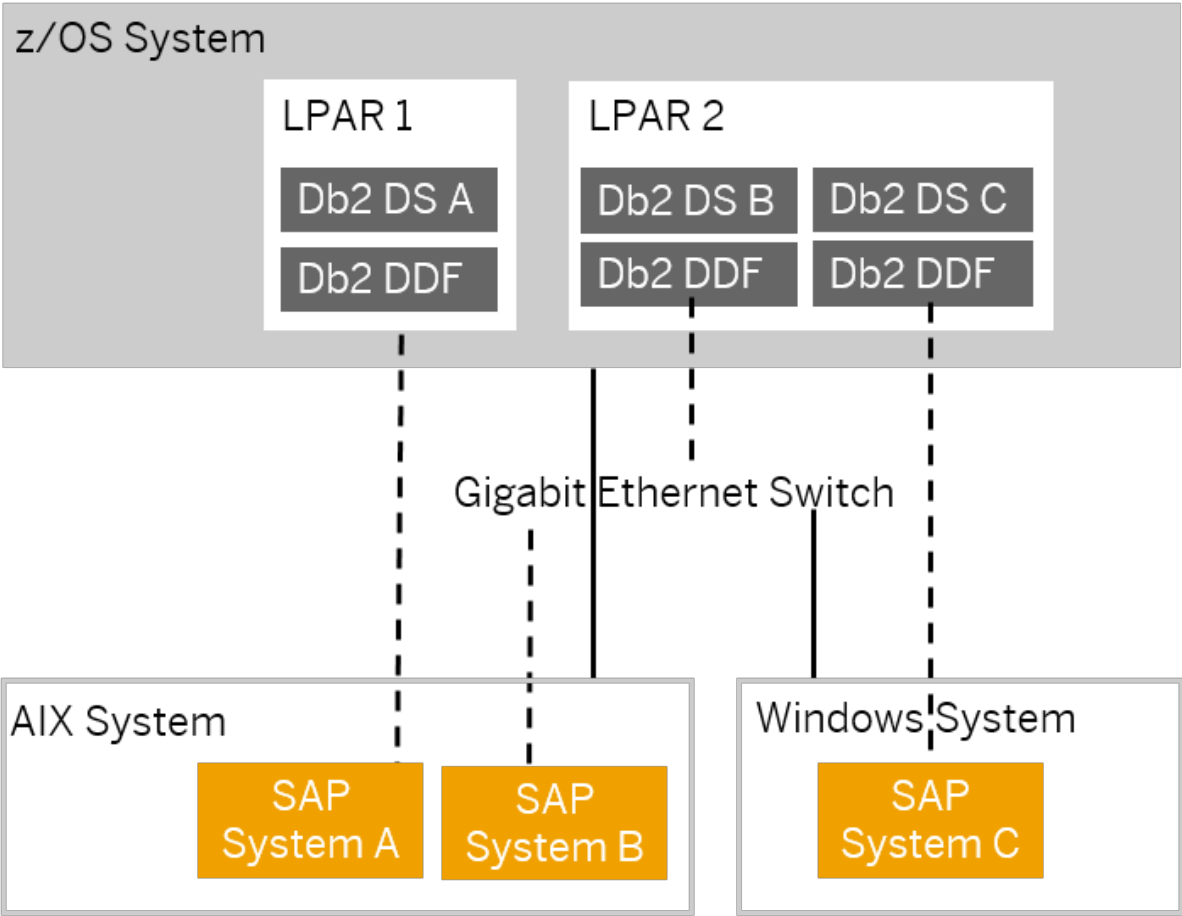 z/OS System
LPAR 1
LPAR 2
Db2 DS A
Db2 DS B
Db2 DS C
Db2 DDF
Db2 DDF
Db2 DDF
Gigabit Ethernet Switch
AIX System
Windows System
SAP
System A
SAP
System B
SAP
System C